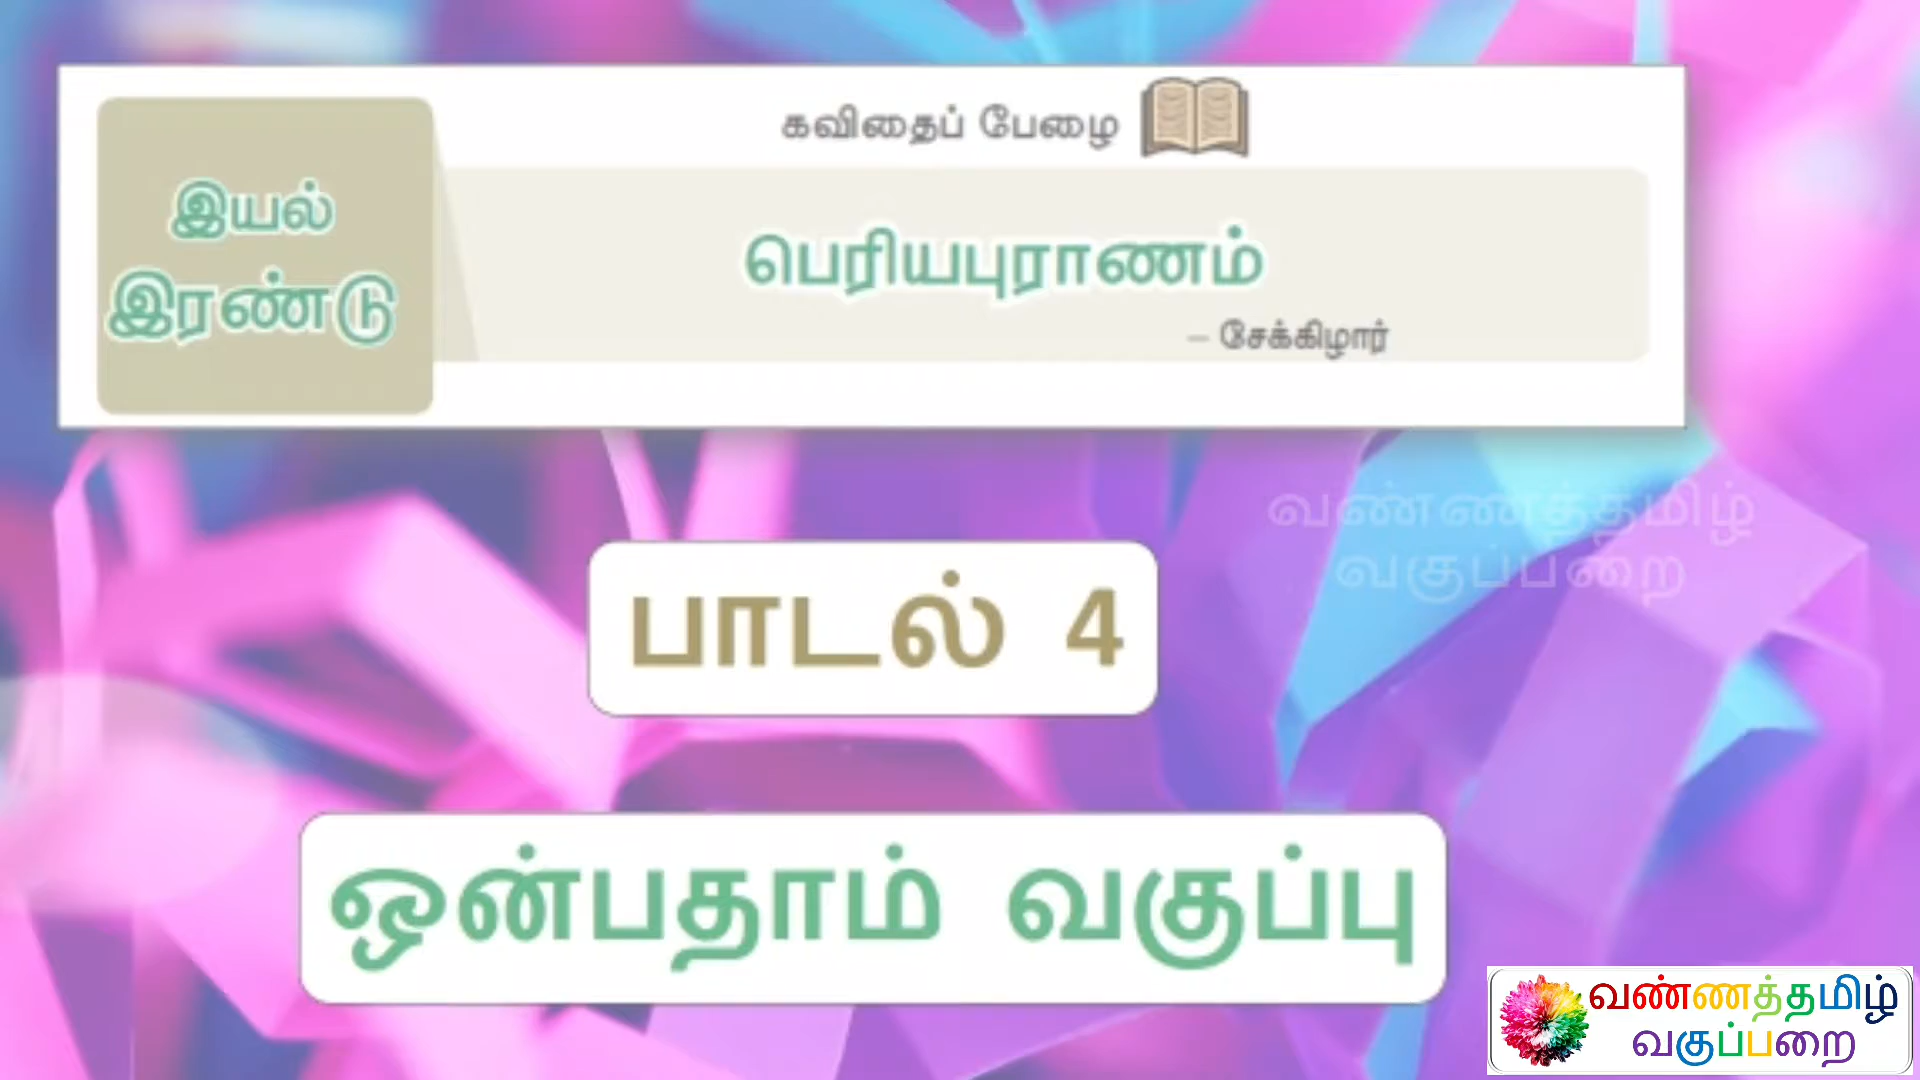 கவிதைப் பேழை
இயல்
இரண்டு
பெரியபுராணம்
– சேக்கிழார்
வண்ணத்தமிழ்
வகுப்பறை
பாடல் 4
ஒன்பதாம் வகுப்பு
வண்ணத்தமிழ்
வகுப்பறை